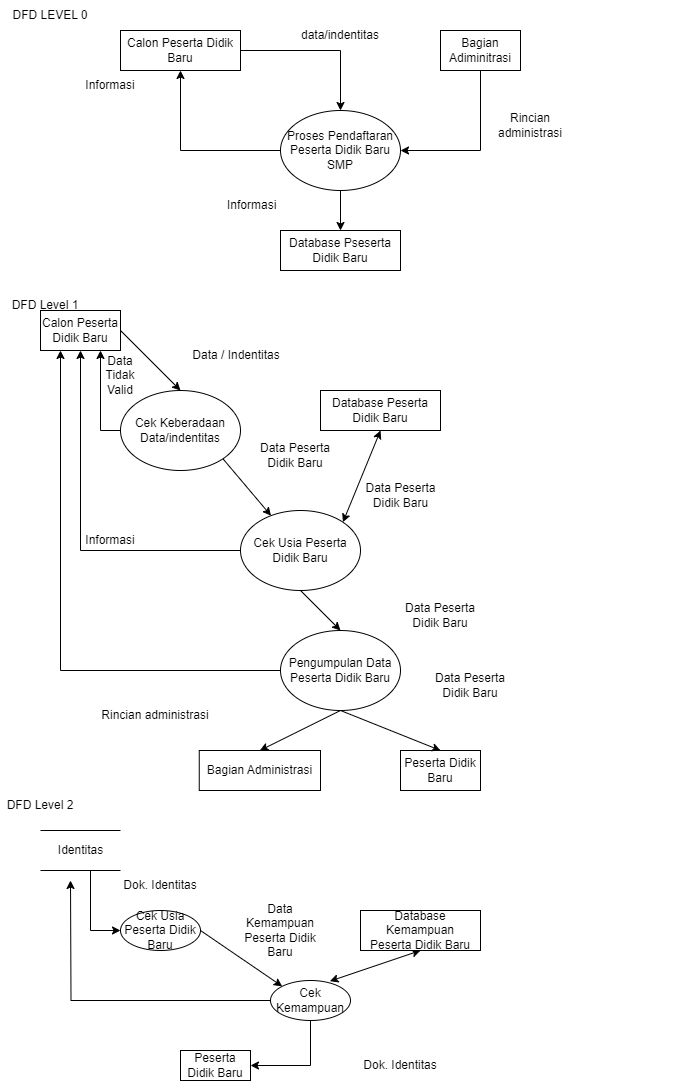 DFD LEVEL 0
Calon Peserta Didik
Baru
data/indentitas
Bagian
Adiminitrasi
Informasi
Rincian
administrasi
Proses Pendaftaran
Peserta Didik Baru
SMP
Informasi
Database Pseserta
Didik Baru
DFD Level 1
Calon Peserta
Didik Baru
Data
Tidak
Valid
Data / Indentitas
Cek Keberadaan
Data/indentitas
Database Peserta
Didik Baru
Data Peserta
Didik Baru
Data Peserta
Didik Baru
Informasi
Cek Usia Peserta
Didik Baru
Data Peserta
Didik Baru
Pengumpulan Data
Peserta Didik Baru
Data Peserta
Didik Baru
Rincian administrasi
Bagian Administrasi
Peserta Didik
Baru
DFD Level 2
Identitas
Dok. Identitas
Cek Usia
Peserta Didik
Baru
Data
Kemampuan
Peserta Didik
Baru
Database
Kemampuan
Peserta Didik Baru
Cek
Kemampuan
Peserta
Didik Baru
Dok. Identitas